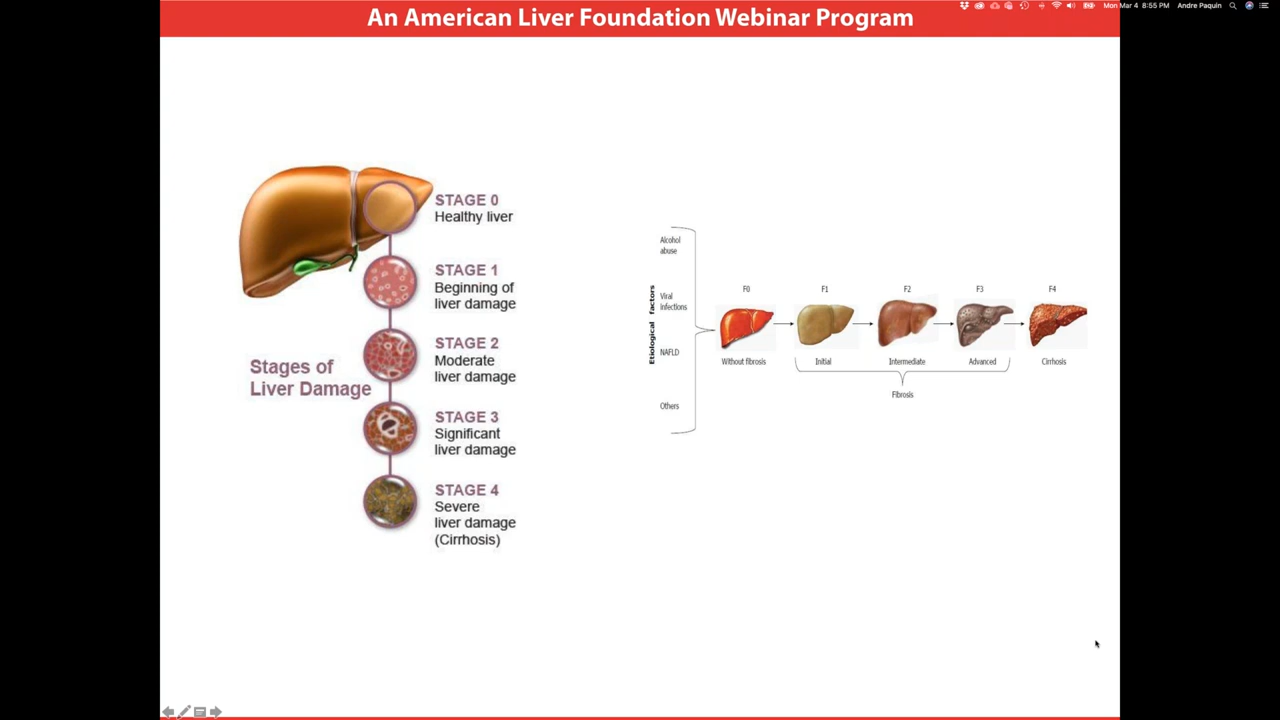 An American Liver Foundation Webinar Program
Mon Mar 4 8:55 PM Andre Paquin
STAGE 0
Healthy liver
STAGE 1
Beginning of
liver damage
STAGE 2
Moderate
liver damage
Stages of
Liver Damage
STAGE 3
Significant
liver damage
STAGE 4
Severe
liver damage
(Cirrhosis)
Etiological factors
Alcohol
abuse
Viral
infections
NAFLD
Others
F0 F1 F2 F3 F4
Without fibrosis Initial Intermediate Advanced Cirrhosis
Fibrosis